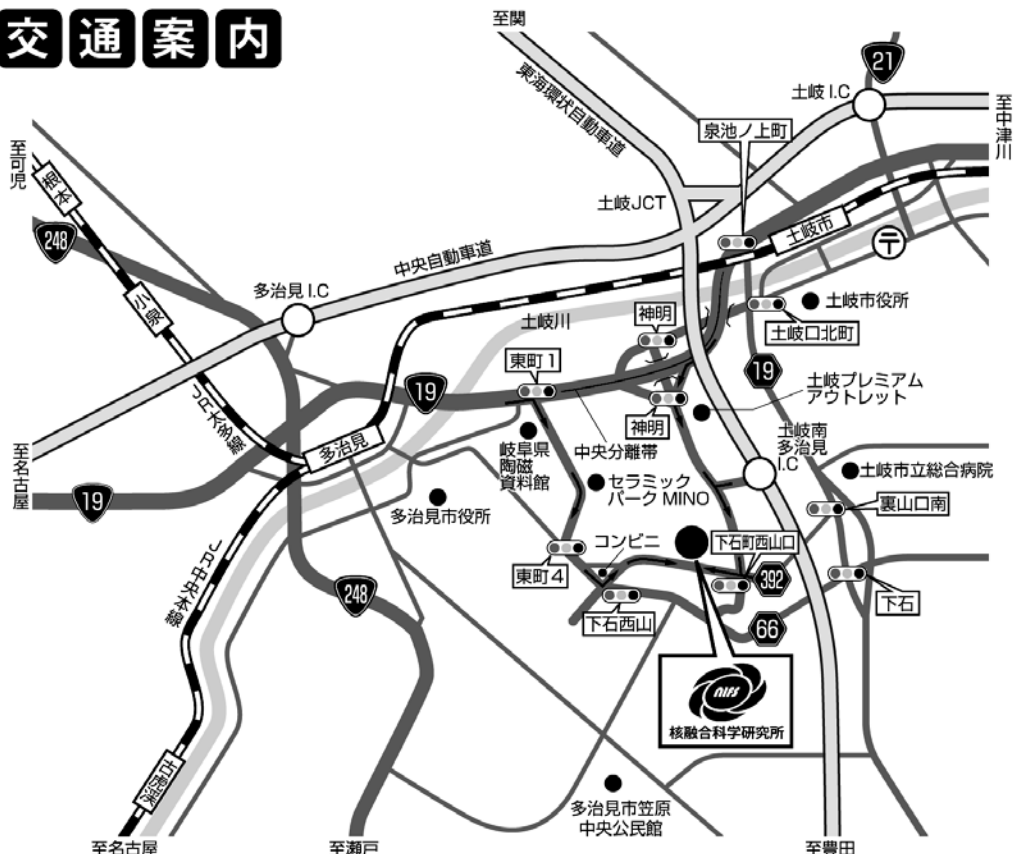 交通案内
至関
東海環状自動車道
21
土岐 I.C
至中津川
泉池ノ上町
至可児
根本
土岐JCT
土岐市
〒
248
中央自動車道
小泉
多治見 I.C
土岐川
神明
土岐市役所
土岐口北町
東町 1
19
19
土岐プレミアム
アウトレット
JR太多線
神明
中央分離帯
多治見
岐阜県
陶磁
資料館
土岐南
多治見
I.C
至名古屋
19
セラミック
パーク MINO
土岐市立総合病院
多治見市役所
裏山口南
コンビニ
下石町西山口
東町 4
392
JR中央本線
248
下石西山
下石
66
NIFS
核融合科学研究所
古虎渓
多治見市笠原
中央公民館
至名古屋
至瀬戸
至豊田